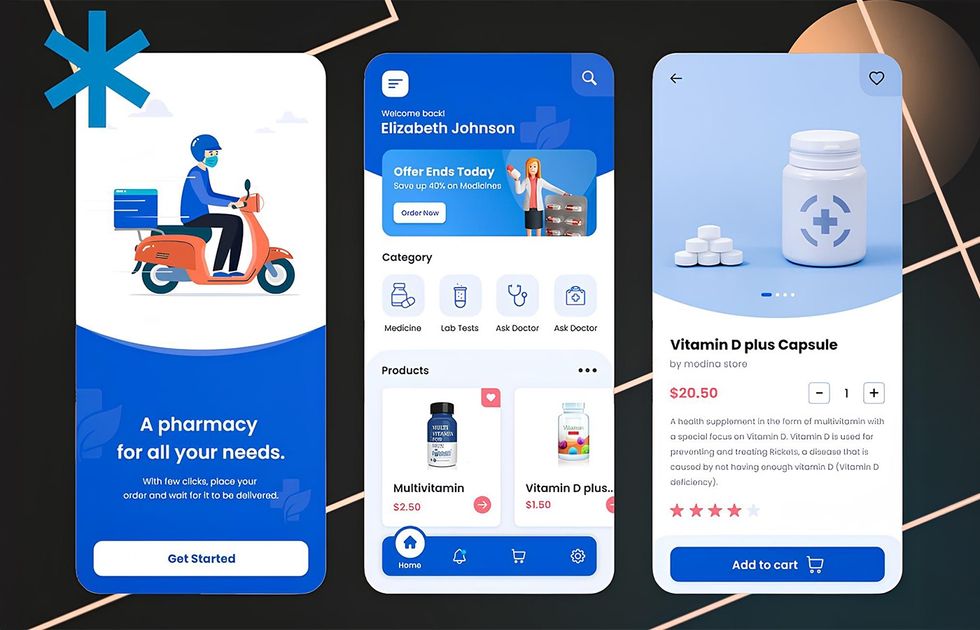 A pharmacy
for all your needs.
With few clicks, place your
order and wait for it to be delivered.
Get Started
Welcome back!
Elizabeth Johnson
Offer Ends Today
Save up 40% on Medicines
Order Now
Category
Medicine
Lab Tests
Ask Doctor
Ask Doctor
Products
MULTI
VITAMIN
FOR
MEN
Multivitamin
$2.50
Vitamin D plus..
$1.50
Home
Vitamin D plus Capsule
by modina store
$20.50
- 1 +
A health supplement in the form of multivitamin with
a special focus on Vitamin D. Vitamin D is used for
preventing and treating Rickets, a disease that is
caused by not having enough vitamin D (Vitamin D
deficiency).
Add to cart